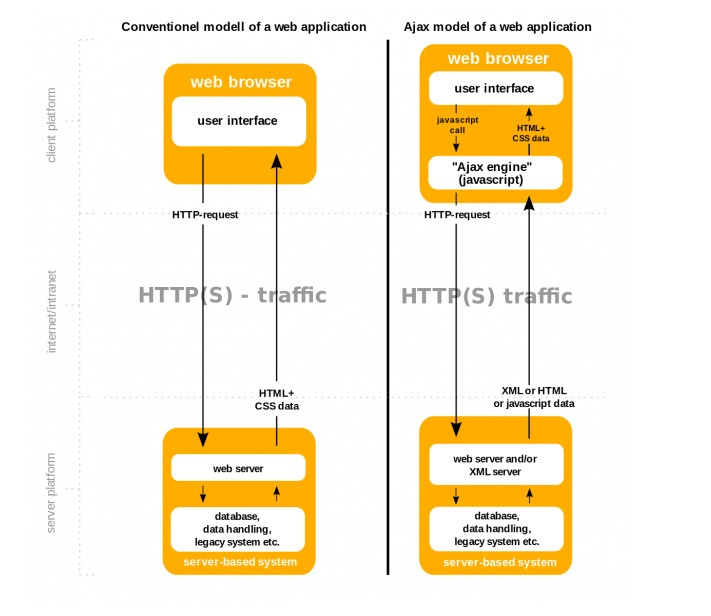 Conventionel modell of a web application
web browser
user interface
HTTP-request
HTTP(S) - traffic
HTML+
CSS data
web server
database,
data handling,
legacy system etc.
server-based system
Ajax model of a web application
web browser
user interface
javascript
call
HTML+
CSS data
"Ajax engine"
(javascript)
HTTP-request
HTTP(S) traffic
XML or HTML
or javascript data
web server and/or
XML server
database,
data handling,
legacy system etc.
server-based system
client platform
internet/intranet
server platform